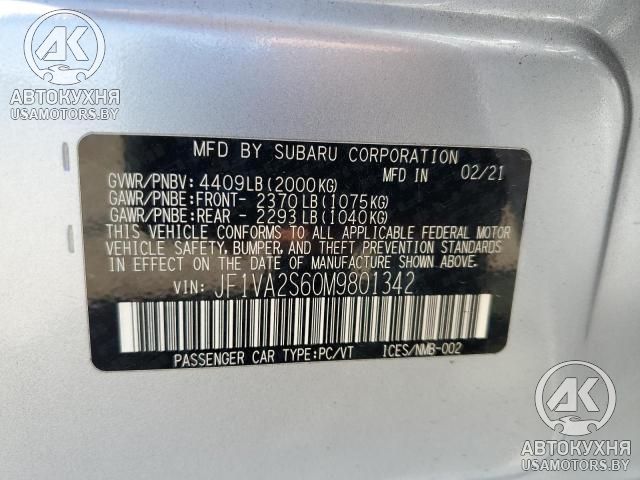 AK
АВТОКУХНЯ
USAMOTORS.BY
MFD BY SUBARU CORPORATION
MFD IN 02/21
GVWR/PNBV: 4409LB(2000KG)
GAWR/PNBE:FRONT- 2370LB(1075KG)
GAWR/PNBE:REAR - 2293LB(1040KG)
THIS VEHICLE CONFORMS TO ALL APPLICABLE FEDERAL MOTOR
VEHICLE SAFETY, BUMPER, AND THEFT PREVENTION STANDARDS
IN EFFECT ON THE DATE OF MANUFACTURE SHOWN ABOVE.
VIN: JF1VA2S60M9801342
PASSENGER CAR TYPE:PC/VT ICES/NMB-002
AK
АВТОКУХНЯ
USAMOTORS.BY